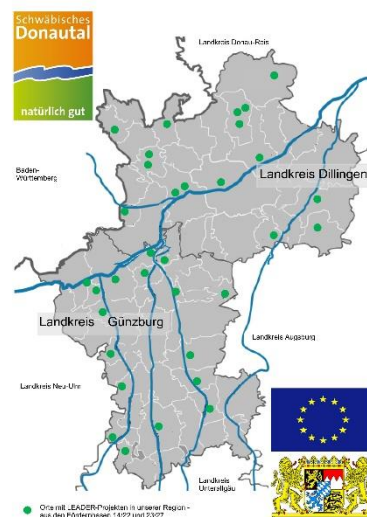 Schwäbisches
Donautal
natürlich gut
Landkreis Donau-Ries
Baden-
Württemberg
Landkreis Dillingen
Landkreis Günzburg
Landkreis Augsburg
Landkreis Neu-Ulm
Landkreis
Unterallgäu
Orte mit LEADER-Projekten in unserer Region -
aus den Förderphasen 14/22 und 23/27